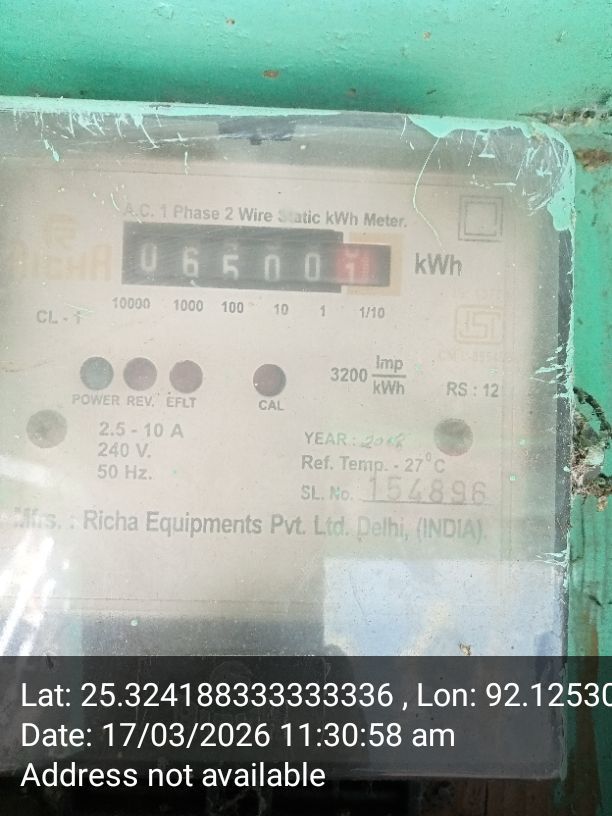 A.C. 1 Phase 2 Wire Static kWh Meter.
RICHA
0 6 5 0 0 1 kWh
10000 1000 100 10 1 1/10
CL - 1
ISI
3200 Imp/kWh
RS : 12
POWER REV. EFLT CAL
2.5 - 10 A
240 V.
50 Hz.
YEAR :
Ref. Temp. - 27°C
SL. No. 154896
Mfrs. : Richa Equipments Pvt. Ltd. Delhi, (INDIA).
Lat: 25.324188333333336 , Lon: 92.12530
Date: 17/03/2026 11:30:58 am
Address not available